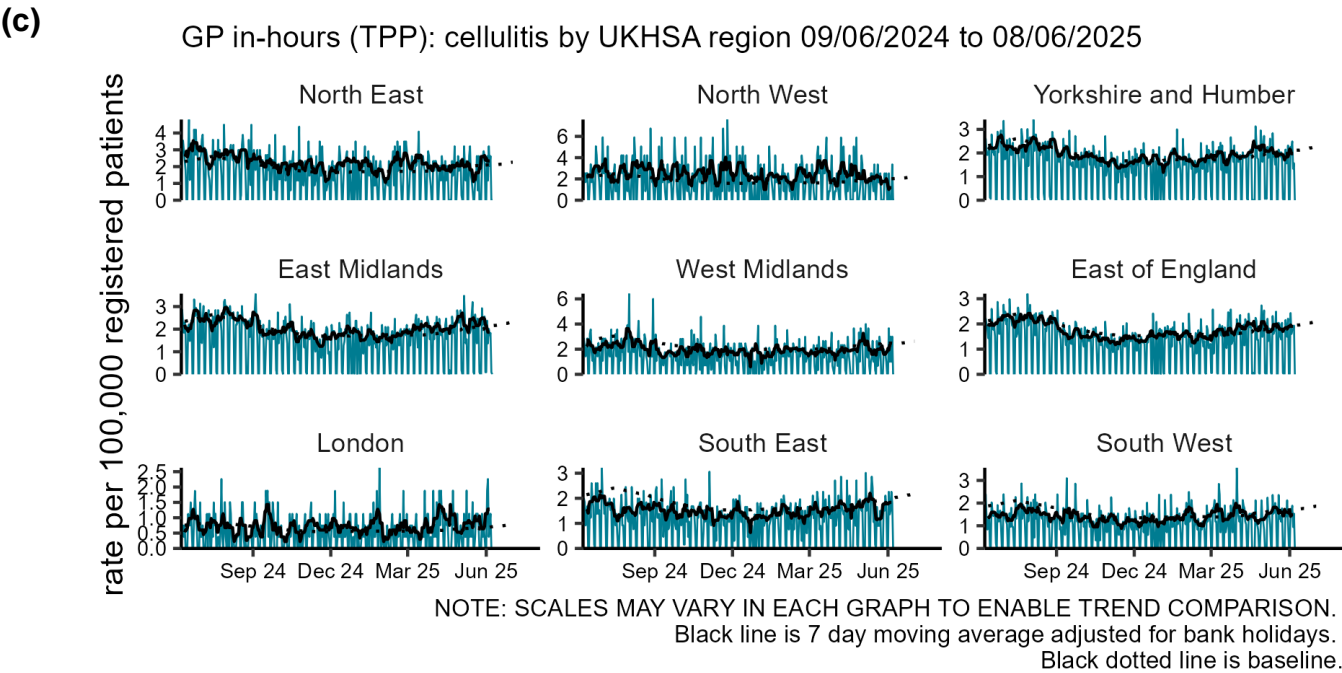 (c)
GP in-hours (TPP): cellulitis by UKHSA region 09/06/2024 to 08/06/2025
rate per 100,000 registered patients
North East
4
3
2
1
0
North West
6
4
2
0
Yorkshire and Humber
3
2
1
0
East Midlands
3
2
1
0
West Midlands
6
4
2
0
East of England
3
2
1
0
London
2.5
2.0
1.5
1.0
0.5
0.0
Sep 24 Dec 24 Mar 25 Jun 25
South East
3
2
1
0
Sep 24 Dec 24 Mar 25 Jun 25
South West
3
2
1
0
Sep 24 Dec 24 Mar 25 Jun 25
NOTE: SCALES MAY VARY IN EACH GRAPH TO ENABLE TREND COMPARISON.
Black line is 7 day moving average adjusted for bank holidays.
Black dotted line is baseline.